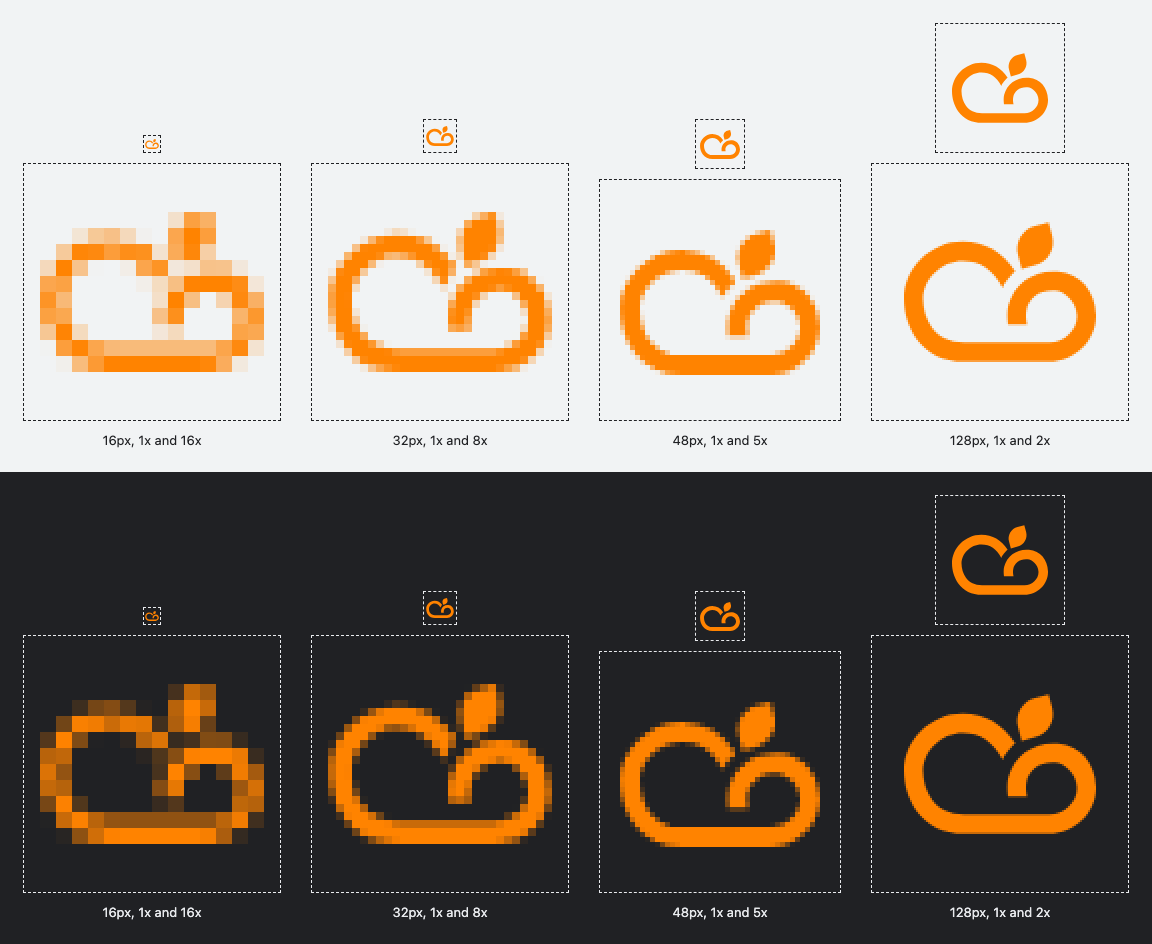 16px, 1x and 16x
32px, 1x and 8x
48px, 1x and 5x
128px, 1x and 2x
16px, 1x and 16x
32px, 1x and 8x
48px, 1x and 5x
128px, 1x and 2x